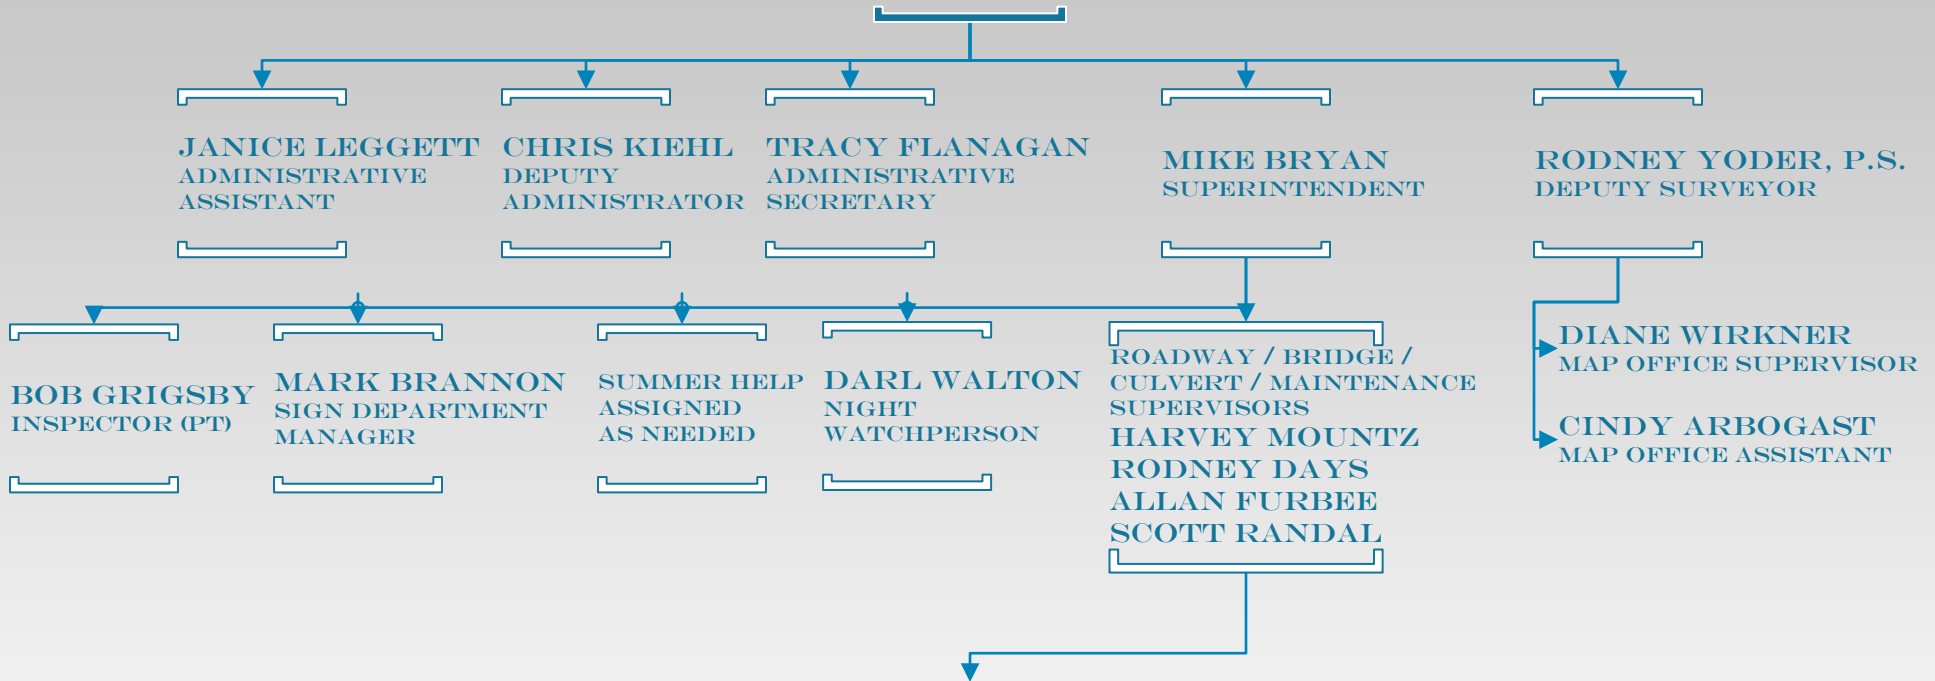 JANICE LEGGETT
ADMINISTRATIVE
ASSISTANT
CHRIS KIEHL
DEPUTY
ADMINISTRATOR
TRACY FLANAGAN
ADMINISTRATIVE
SECRETARY
MIKE BRYAN
SUPERINTENDENT
RODNEY YODER, P.S.
DEPUTY SURVEYOR
BOB GRIGSBY
INSPECTOR (PT)
MARK BRANNON
SIGN DEPARTMENT
MANAGER
SUMMER HELP
ASSIGNED
AS NEEDED
DARL WALTON
NIGHT
WATCHPERSON
ROADWAY / BRIDGE /
CULVERT / MAINTENANCE
SUPERVISORS
HARVEY MOUNTZ
RODNEY DAYS
ALLAN FURBEE
SCOTT RANDAL
DIANE WIRKNER
MAP OFFICE SUPERVISOR
CINDY ARBOGAST
MAP OFFICE ASSISTANT